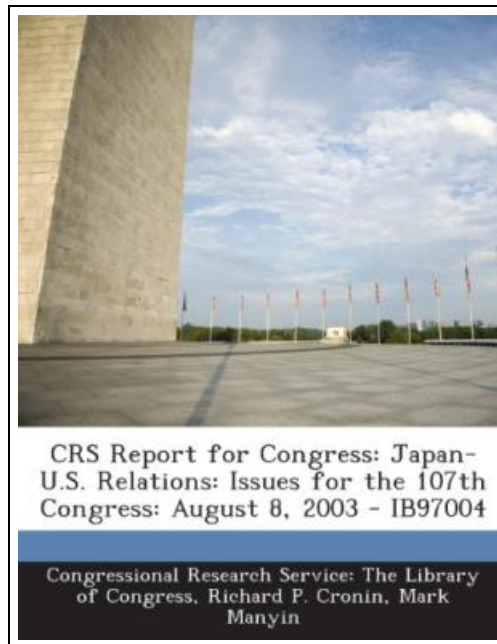 CRS Report for Congress: Japan-
U.S. Relations: Issues for the 107th
Congress: August 8, 2003 - IB97004
Congressional Research Service: The Library
of Congress, Richard P. Cronin, Mark
Manyin